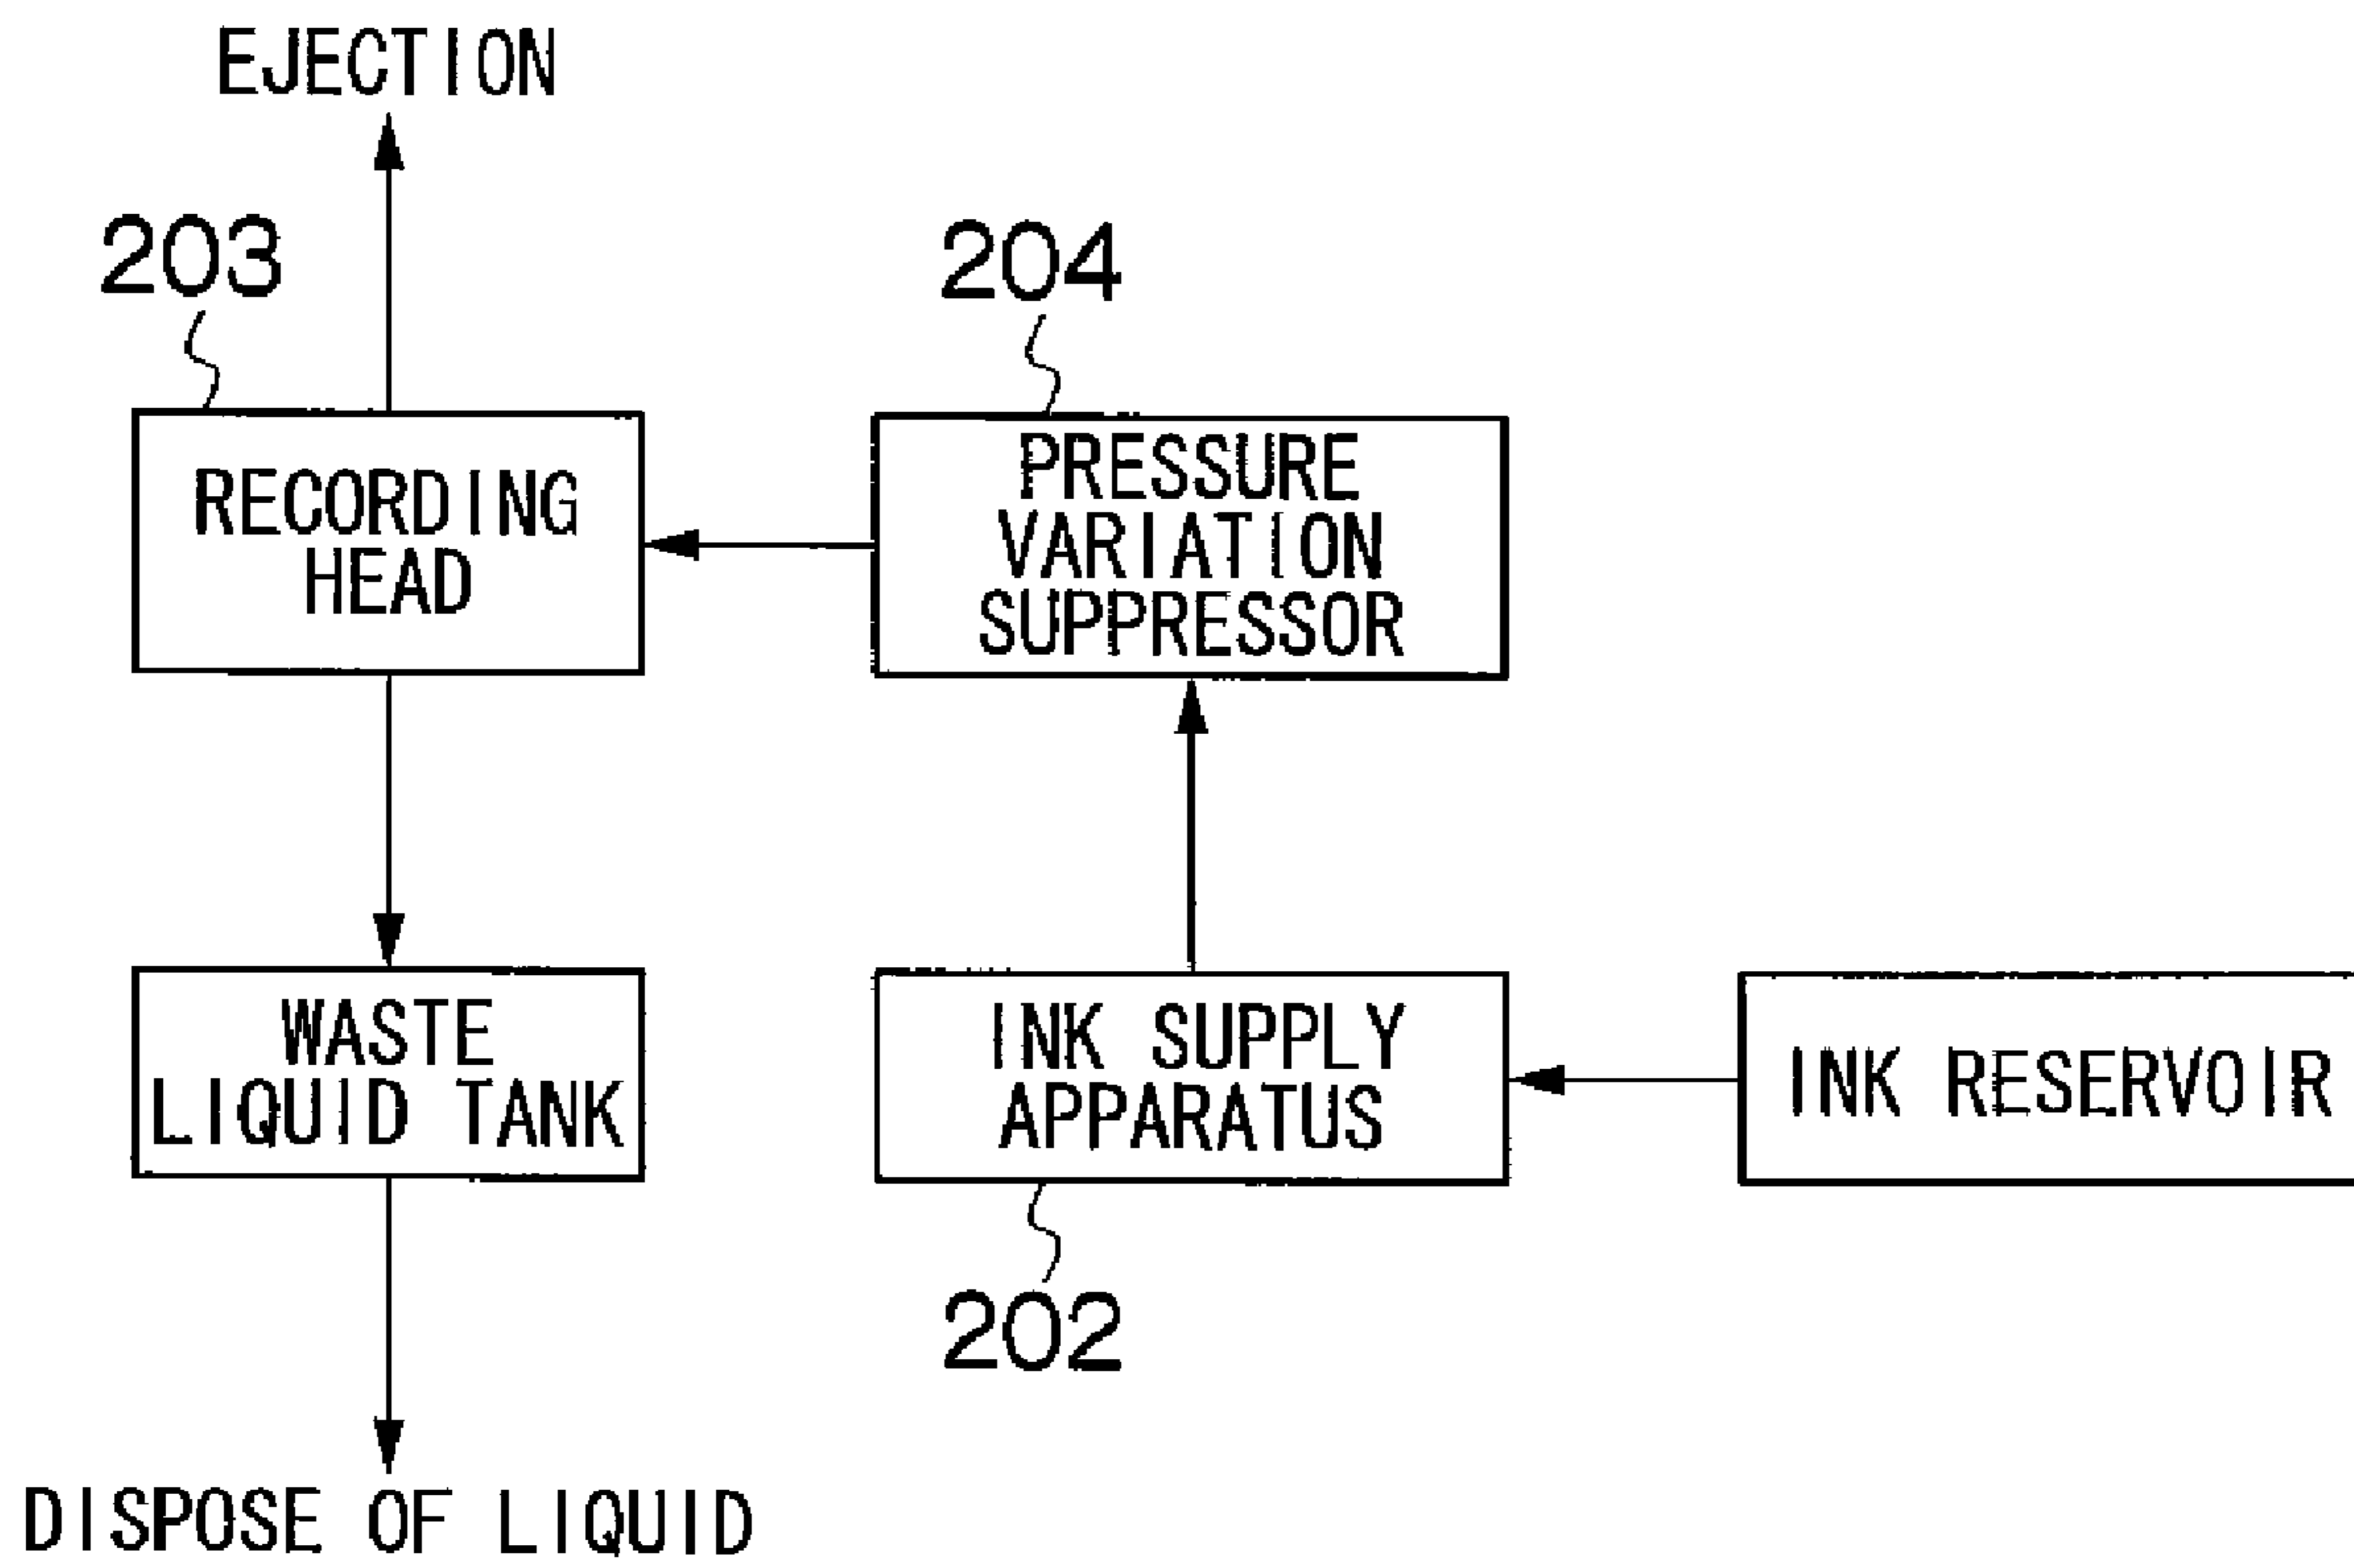 EJECTION
203
204
RECORDING
HEAD
PRESSURE
VARIATION
SUPPRESSOR
WASTE
LIQUID TANK
INK SUPPLY
APPARATUS
INK RESERVOIR
202
DISPOSE OF LIQUID